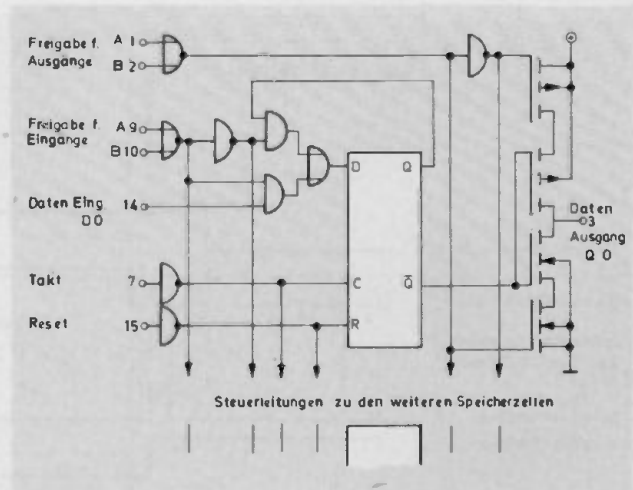 Freigabe f. A 1
Ausgänge B 2
Freigabe f. A 9
Eingänge B 10
Daten Eing. 14
D0
D Q
Daten
3
Ausgang
Q 0
Takt 7
C Q̅
Reset 15
R
Steuerleitungen zu den weiteren Speicherzellen